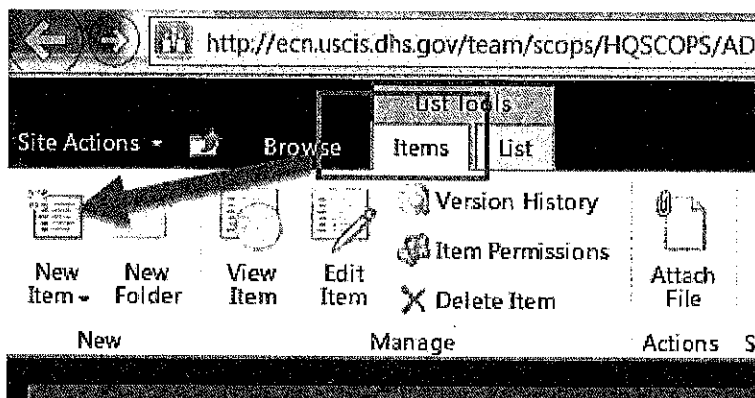 http://ecn.uscis.dhs.gov/team/scops/HQSCOPS/AD
List Tools
Site Actions
Browse
Items
List
New Item
New Folder
View Item
Edit Item
Version History
Item Permissions
Delete Item
Attach File
New
Manage
Actions
S